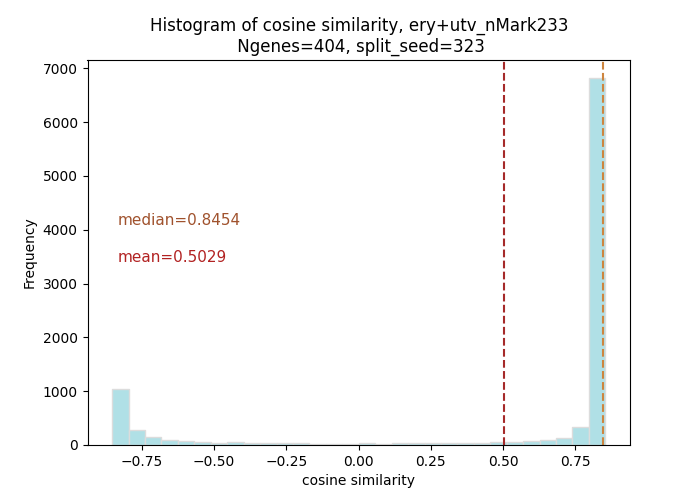 Histogram of cosine similarity, ery+utv_nMark233
Ngenes=404, split_seed=323
7000
6000
5000
4000
3000
2000
1000
0
Frequency
median=0.8454
mean=0.5029
−0.75
−0.50
−0.25
0.00
0.25
0.50
0.75
cosine similarity